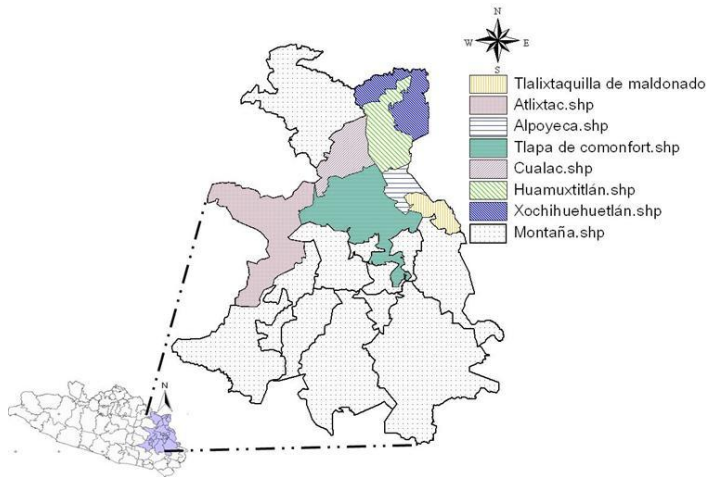 N
W E
S
Tlalixtaquilla de maldonado
Atlixtac.shp
Alpoyeca.shp
Tlapa de comonfort.shp
Cualac.shp
Huamuxtitlán.shp
Xochihuehuetlán.shp
Montaña.shp
N